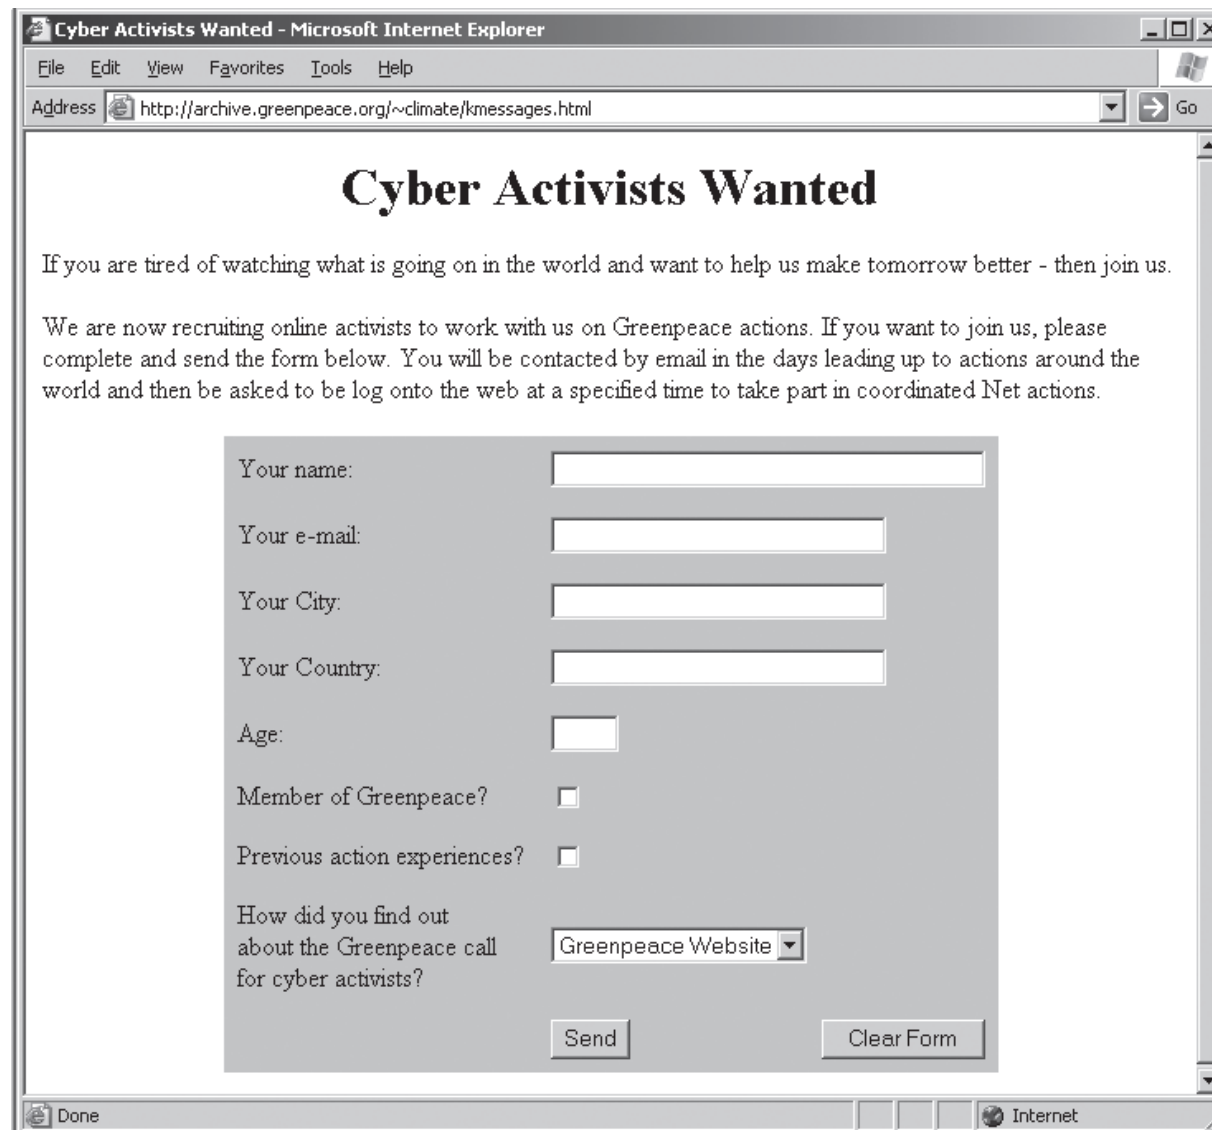 Cyber Activists Wanted - Microsoft Internet Explorer
File Edit View Favorites Tools Help
Address http://archive.greenpeace.org/~climate/kmessages.html Go
Cyber Activists Wanted
If you are tired of watching what is going on in the world and want to help us make tomorrow better - then join us.
We are now recruiting online activists to work with us on Greenpeace actions. If you want to join us, please
complete and send the form below. You will be contacted by email in the days leading up to actions around the
world and then be asked to be log onto the web at a specified time to take part in coordinated Net actions.
Your name:
Your e-mail:
Your City:
Your Country:
Age:
Member of Greenpeace?
Previous action experiences?
How did you find out
about the Greenpeace call
for cyber activists?
Greenpeace Website
Send Clear Form
Done Internet